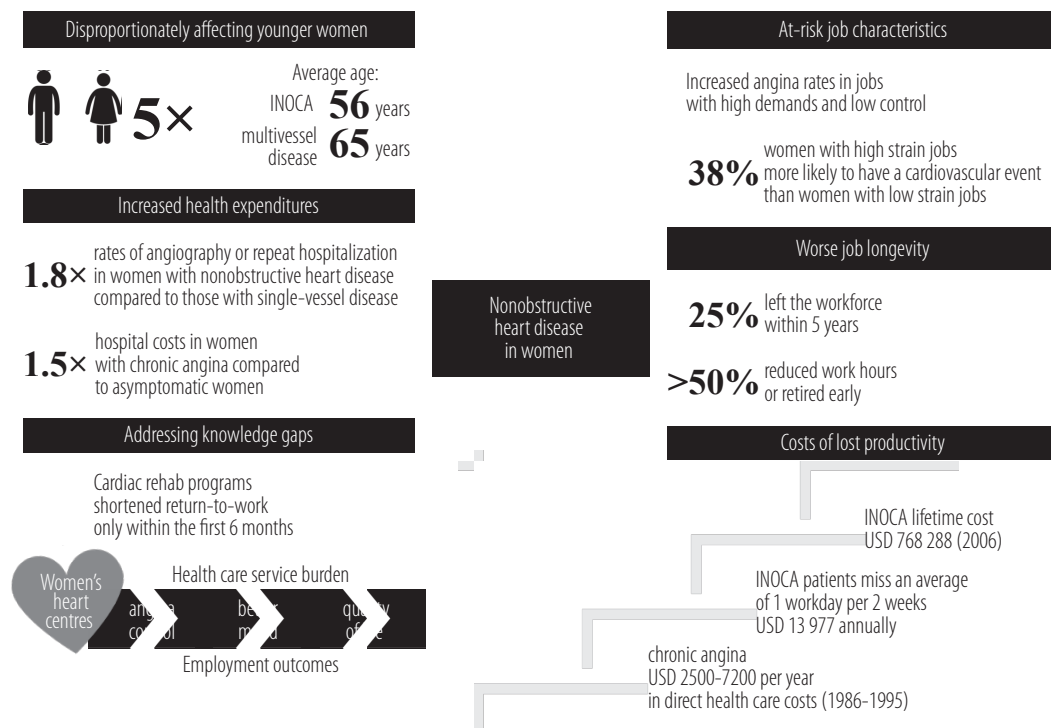 Disproportionately affecting younger women
5×
Average age:
INOCA 56 years
multivessel
disease 65 years
Increased health expenditures
1.8×
rates of angiography or repeat hospitalization
in women with nonobstructive heart disease
compared to those with single-vessel disease
1.5×
hospital costs in women
with chronic angina compared
to asymptomatic women
Addressing knowledge gaps
Cardiac rehab programs
shortened return-to-work
only within the first 6 months
Women's
heart
centres
Health care service burden
Employment outcomes
Nonobstructive
heart disease
in women
At-risk job characteristics
Increased angina rates in jobs
with high demands and low control
38%
women with high strain jobs
more likely to have a cardiovascular event
than women with low strain jobs
Worse job longevity
25%
left the workforce
within 5 years
>50%
reduced work hours
or retired early
Costs of lost productivity
INOCA lifetime cost
USD 768 288 (2006)
INOCA patients miss an average
of 1 workday per 2 weeks
USD 13 977 annually
chronic angina
USD 2500-7200 per year
in direct health care costs (1986-1995)